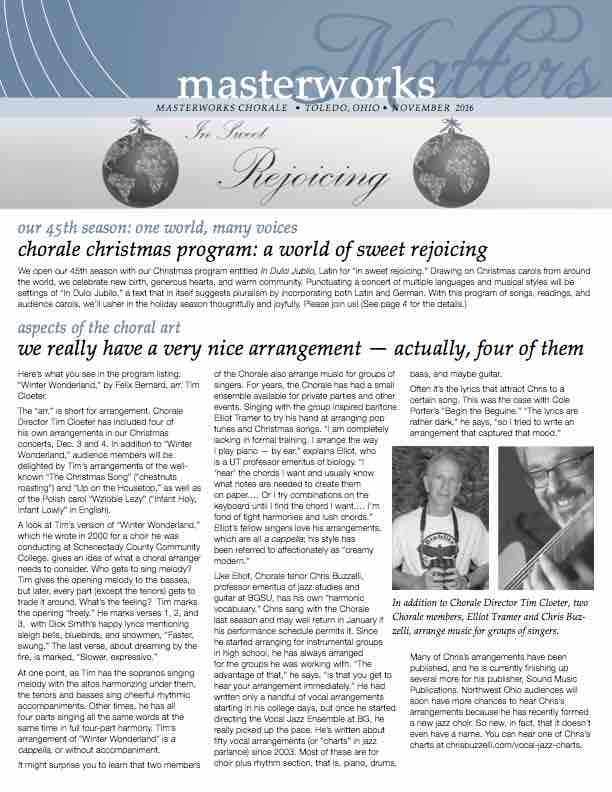 Matters
masterworks
MASTERWORKS CHORALE • TOLEDO, OHIO • NOVEMBER 2016
In Sweet
Rejoicing
our 45th season: one world, many voices
chorale christmas program: a world of sweet rejoicing
We open our 45th season with our Christmas program entitled In Dulci Jubilo, Latin for "in sweet rejoicing." Drawing on Christmas carols from around
the world, we celebrate new birth, generous hearts, and warm community. Punctuating a concert of multiple languages and musical styles will be
settings of "In Dulci Jubilo," a text that in itself suggests pluralism by incorporating both Latin and German. With this program of songs, readings, and
audience carols, we'll usher in the holiday season thoughtfully and joyfully. Please join us! (See page 4 for the details.)
aspects of the choral art
we really have a very nice arrangement — actually, four of them
Here's what you see in the program listing:
"Winter Wonderland," by Felix Bernard, arr. Tim
Cloeter.
The "arr." is short for arrangement. Chorale
Director Tim Cloeter has included four of
his own arrangements in our Christmas
concerts, Dec. 3 and 4. In addition to "Winter
Wonderland," audience members will be
delighted by Tim's arrangements of the well-
known "The Christmas Song" ("chestnuts
roasting") and "Up on the Housetop," as well as
of the Polish carol "Wzlobie Lezy" ("Infant Holy,
Infant Lowly" in English).
A look at Tim's version of "Winter Wonderland,"
which he wrote in 2000 for a choir he was
conducting at Schenectady County Community
College, gives an idea of what a choral arranger
needs to consider. Who gets to sing melody?
Tim gives the opening melody to the basses,
but later, every part (except the tenors) gets to
trade it around. What's the feeling? Tim marks
the opening "freely." He marks verses 1, 2, and
3, with Dick Smith's happy lyrics mentioning
sleigh bells, bluebirds, and snowmen, "Faster,
swung." The last verse, about dreaming by the
fire, is marked, "Slower, expressivo."
At one point, as Tim has the sopranos singing
melody with the altos harmonizing under them,
the tenors and basses sing cheerful rhythmic
accompaniments. Other times, he has all
four parts singing all the same words at the
same time in full four-part harmony. Tim's
arrangement of "Winter Wonderland" is a
cappella, or without accompaniment.
It might surprise you to learn that two members
of the Chorale also arrange music for groups of
singers. For years, the Chorale has had a small
ensemble available for private parties and other
events. Singing with the group inspired baritone
Elliot Tramer to try his hand at arranging pop
tunes and Christmas songs. "I am completely
lacking in formal training. I arrange the way
I play piano — by ear," explains Elliot, who
is a UT professor emeritus of biology. "I
'hear' the chords I want and usually know
what notes are needed to create them
on paper.... Or I try combinations on the
keyboard until I find the chord I want.... I'm
fond of tight harmonies and lush chords."
Elliot's fellow singers love his arrangements,
which are all a cappella; his style has
been referred to affectionately as "creamy
modern."
Like Elliot, Chorale tenor Chris Buzzelli,
professor emeritus of jazz studies and
guitar at BGSU, has his own "harmonic
vocabulary." Chris sang with the Chorale
last season and may well return in January if
his performance schedule permits it. Since
he started arranging for instrumental groups
in high school, he has always arranged
for the groups he was working with. "The
advantage of that," he says, "is that you get to
hear your arrangement immediately." He had
written only a handful of vocal arrangements
starting in his college days, but once he started
directing the Vocal Jazz Ensemble at BG, he
really picked up the pace. He's written about
fifty vocal arrangements (or "charts" in jazz
parlance) since 2003. Most of these are for
choir plus rhythm section, that is, piano, drums,
bass, and maybe guitar.
Often it's the lyrics that attract Chris to a
certain song. This was the case with Cole
Porter's "Begin the Beguine." "The lyrics are
rather dark," he says, "so I tried to write an
arrangement that captured that mood."
In addition to Chorale Director Tim Cloeter, two
Chorale members, Elliot Tramer and Chris Buz-
zelli, arrange music for groups of singers.
Many of Chris's arrangements have been
published, and he is currently finishing up
several more for his publisher, Sound Music
Publications. Northwest Ohio audiences will
soon have more chances to hear Chris's
arrangements because he has recently formed
a new jazz choir. So new, in fact, that it doesn't
even have a name. You can hear one of Chris's
charts at chrisbuzzelli.com/vocal-jazz-charts.